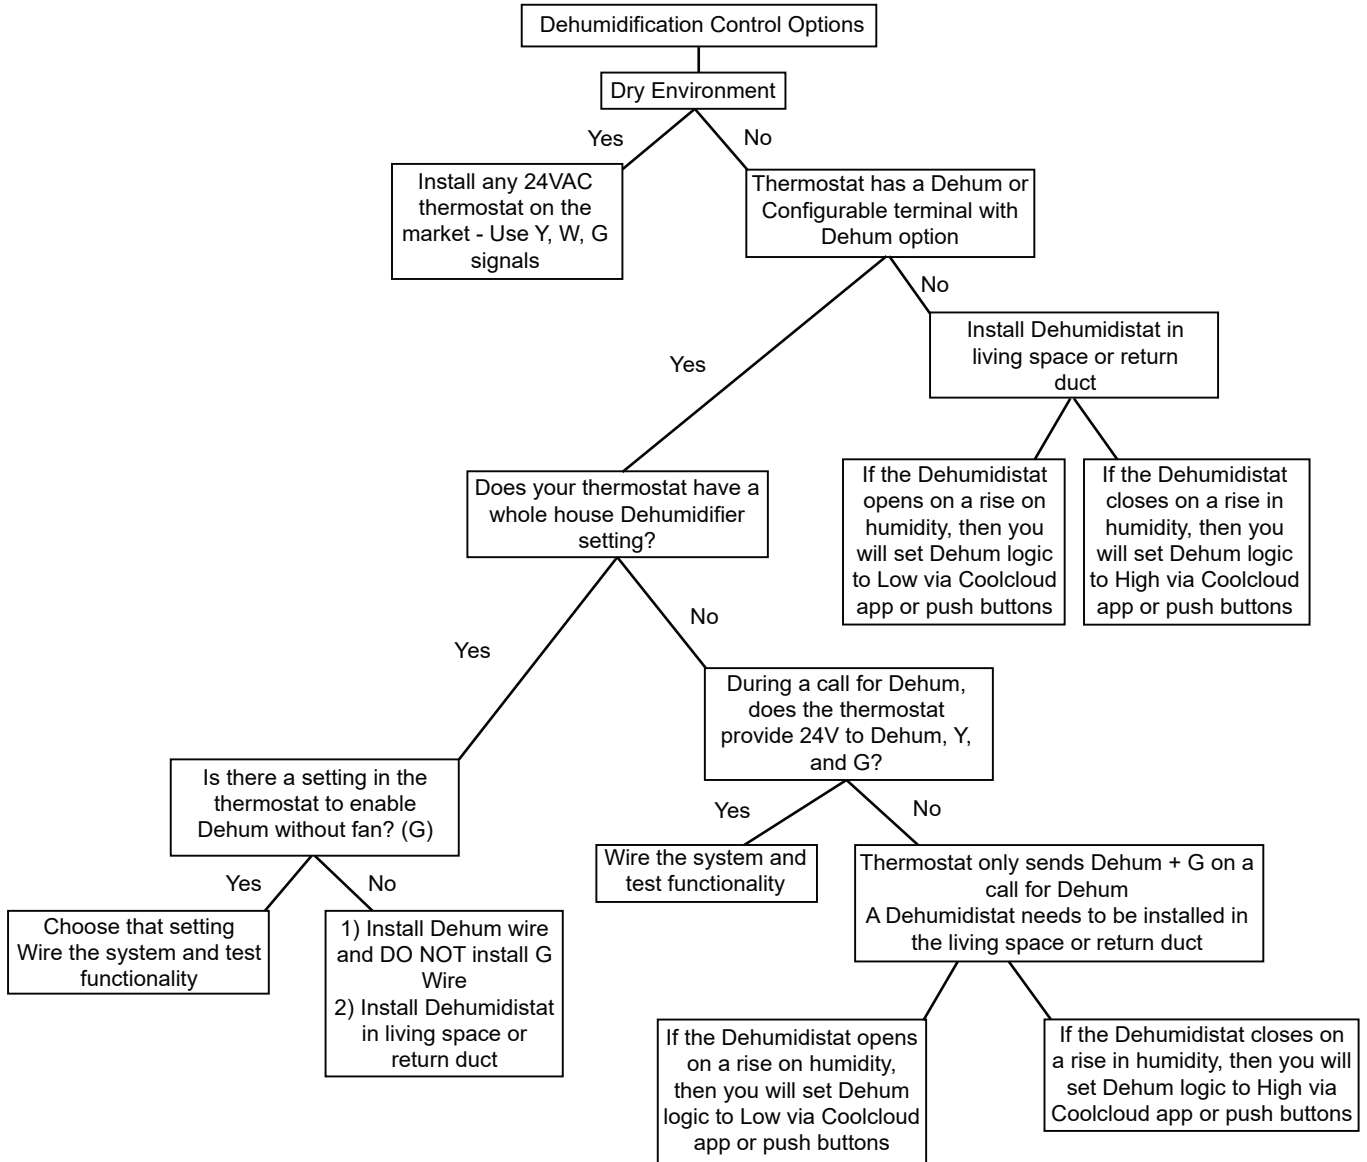 Dehumidification Control Options
Dry Environment
Yes
No
Install any 24VAC
thermostat on the
market - Use Y, W, G
signals
Thermostat has a Dehum or
Configurable terminal with
Dehum option
Yes
No
Install Dehumidistat in
living space or return
duct
If the Dehumidistat
opens on a rise on
humidity, then you
will set Dehum logic
to Low via Coolcloud
app or push buttons
If the Dehumidistat
closes on a rise in
humidity, then you
will set Dehum logic
to High via Coolcloud
app or push buttons
Does your thermostat have a
whole house Dehumidifier
setting?
Yes
No
During a call for Dehum,
does the thermostat
provide 24V to Dehum, Y,
and G?
Is there a setting in the
thermostat to enable
Dehum without fan? (G)
Yes
No
Choose that setting
Wire the system and test
functionality
1) Install Dehum wire
and DO NOT install G
Wire
2) Install Dehumidistat
in living space or
return duct
Yes
No
Wire the system and
test functionality
Thermostat only sends Dehum + G on a
call for Dehum
A Dehumidistat needs to be installed in
the living space or return duct
If the Dehumidistat opens
on a rise on humidity,
then you will set Dehum
logic to Low via Coolcloud
app or push buttons
If the Dehumidistat closes on
a rise in humidity, then you will
set Dehum logic to High via
Coolcloud app or push buttons